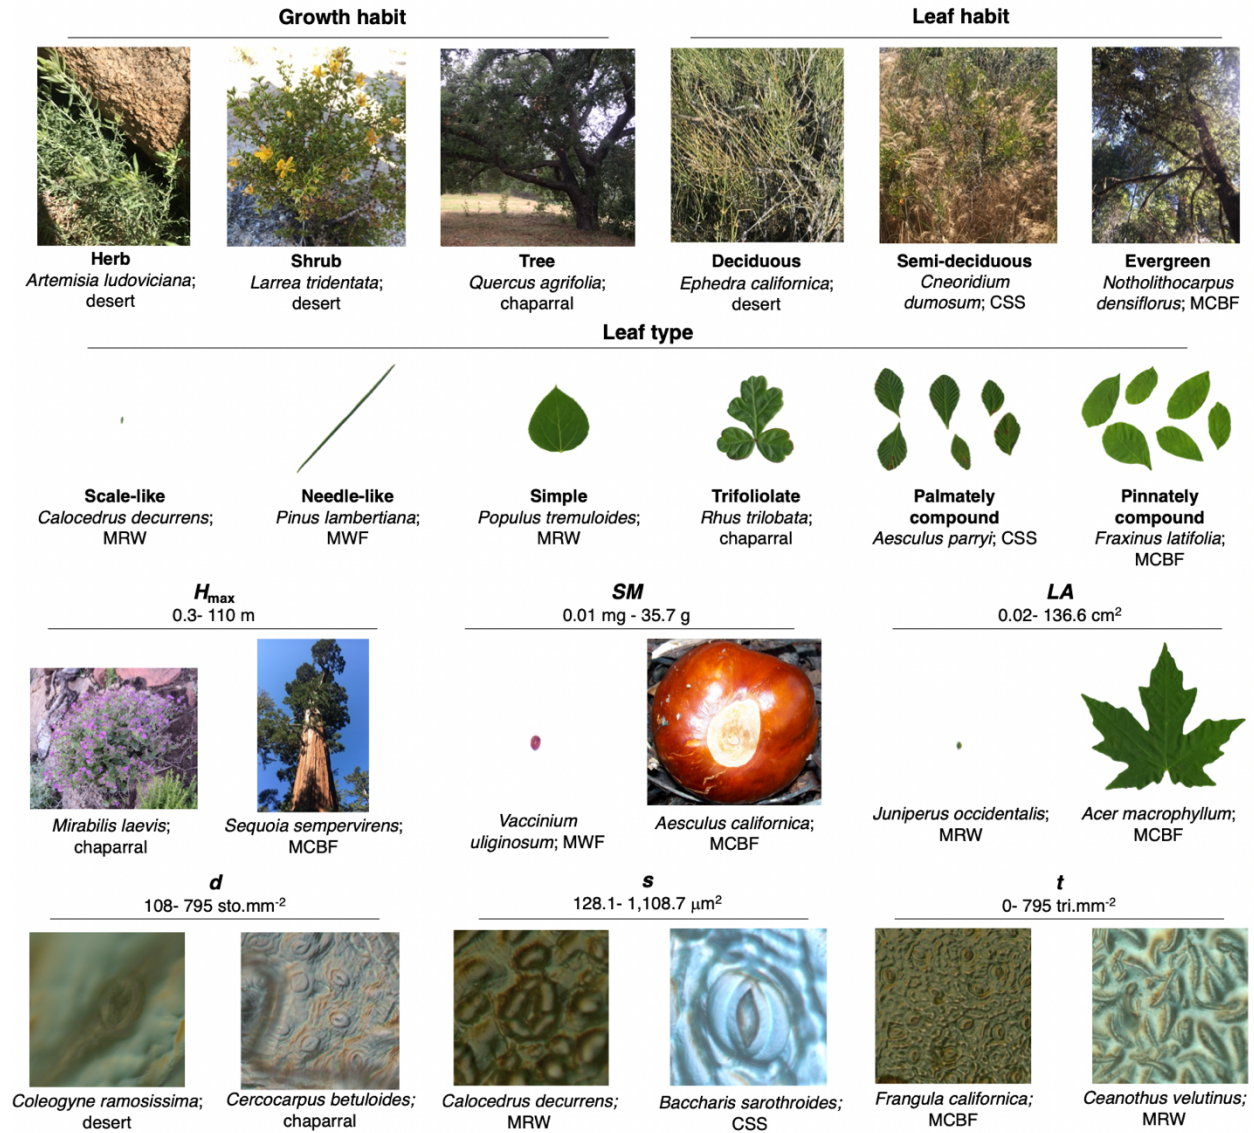 Growth habit
Leaf habit
Herb
Artemisia ludoviciana;
desert
Shrub
Larrea tridentata;
desert
Tree
Quercus agrifolia;
chaparral
Deciduous
Ephedra californica;
desert
Semi-deciduous
Cneoridium
dumosum; CSS
Evergreen
Notholithocarpus
densiflorus; MCBF
Leaf type
Scale-like
Calocedrus decurrens;
MRW
Needle-like
Pinus lambertiana;
MWF
Simple
Populus tremuloides;
MRW
Trifoliolate
Rhus trilobata;
chaparral
Palmately
compound
Aesculus parryi; CSS
Pinnately
compound
Fraxinus latifolia;
MCBF
Hmax
0.3- 110 m
SM
0.01 mg - 35.7 g
LA
0.02- 136.6 cm²
Mirabilis laevis;
chaparral
Sequoia sempervirens;
MCBF
Vaccinium
uliginosum; MWF
Aesculus californica;
MCBF
Juniperus occidentalis;
MRW
Acer macrophyllum;
MCBF
d
108- 795 sto.mm-2
s
128.1- 1,108.7 µm²
t
0- 795 tri.mm-2
Coleogyne ramosissima;
desert
Cercocarpus betuloides;
chaparral
Calocedrus decurrens;
MRW
Baccharis sarothroides;
CSS
Frangula californica;
MCBF
Ceanothus velutinus;
MRW